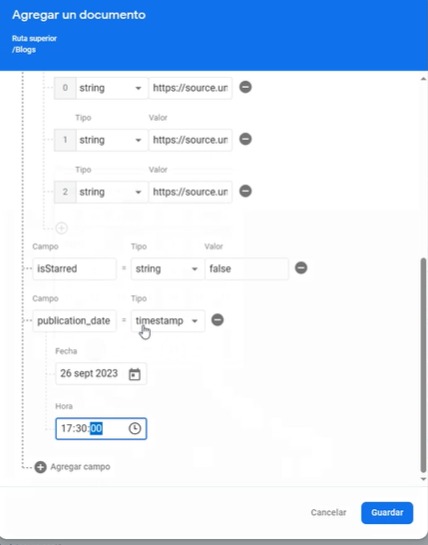 Agregar un documento
Ruta superior
/Blogs
0 string https://source.un
Tipo Valor
1 string https://source.un
Tipo Valor
2 string https://source.un
Campo Tipo Valor
isStarred = string false
Campo Tipo
publication_date = timestamp
Fecha
26 sept 2023
Hora
17:30:00
Agregar campo
Cancelar Guardar